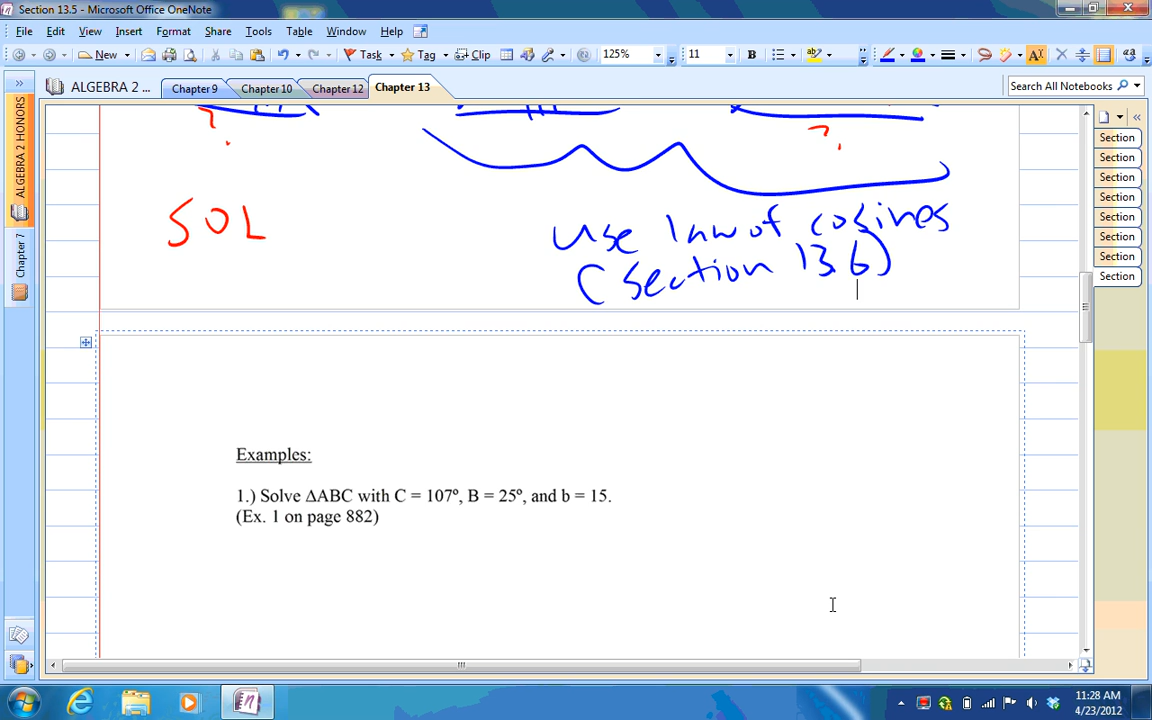 Section 13.5 - Microsoft Office OneNote
File Edit View Insert Format Share Tools Table Window Help
New Task Tag Clip 125% 11 B
ALGEBRA 2 ... Chapter 9 Chapter 10 Chapter 12 Chapter 13 Search All Notebooks
ALGEBRA 2 HONORS
Chapter 7
? ?
SOL
use law of cosines
(Section 13.6)
Examples:
1.) Solve ΔABC with C = 107º, B = 25º, and b = 15.
(Ex. 1 on page 882)
Section
Section
Section
Section
Section
Section
Section
Section
11:28 AM
4/23/2012